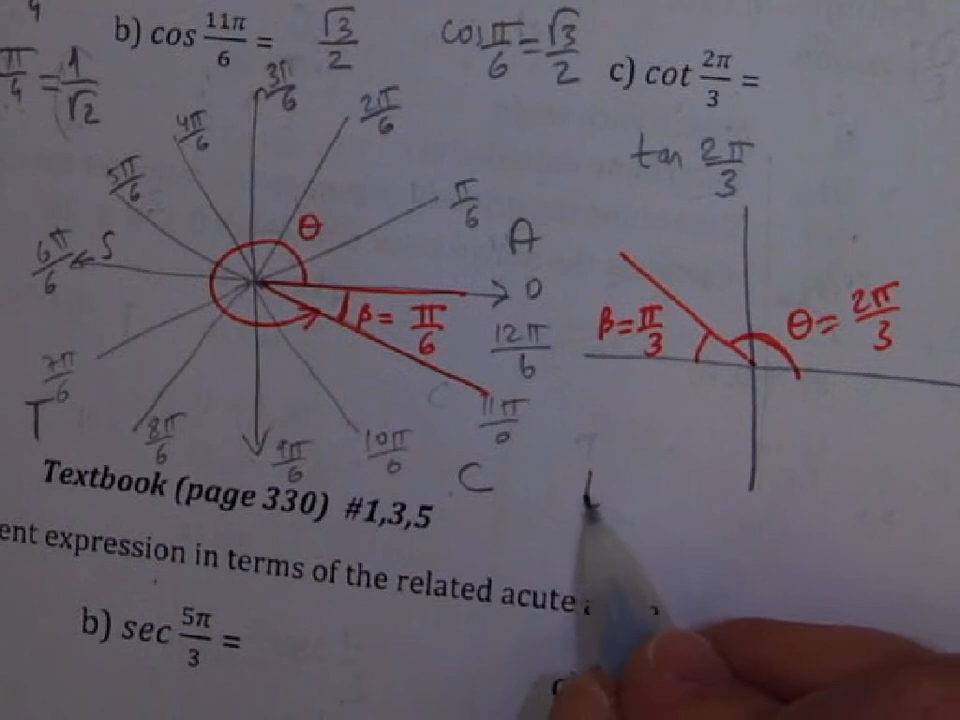 π/4 = 1/√2
b) cos 11π/6 = √3/2
cos π/6 = √3/2
c) cot 2π/3 =
tan 2π/3
3π/6
2π/6
4π/6
5π/6
π/6
θ
A
6π/6
S
0
β = π/6
12π/6
β = π/3
θ = 2π/3
7π/6
T
8π/6
9π/6
10π/6
11π/6
C
Textbook (page 330) #1,3,5
ent expression in terms of the related acute
b) sec 5π/3 =